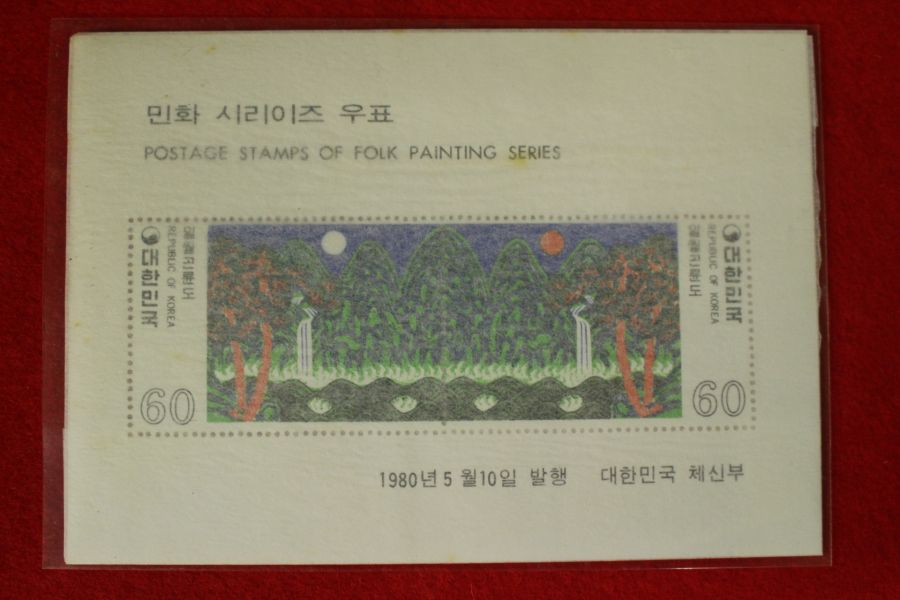 민화 시리이즈 우표
POSTAGE STAMPS OF FOLK PAINTING SERIES
대한민국
REPUBLIC OF KOREA
60
REPUBLIC OF KOREA
대한민국
60
1980년 5월10일 발행 대한민국 체신부